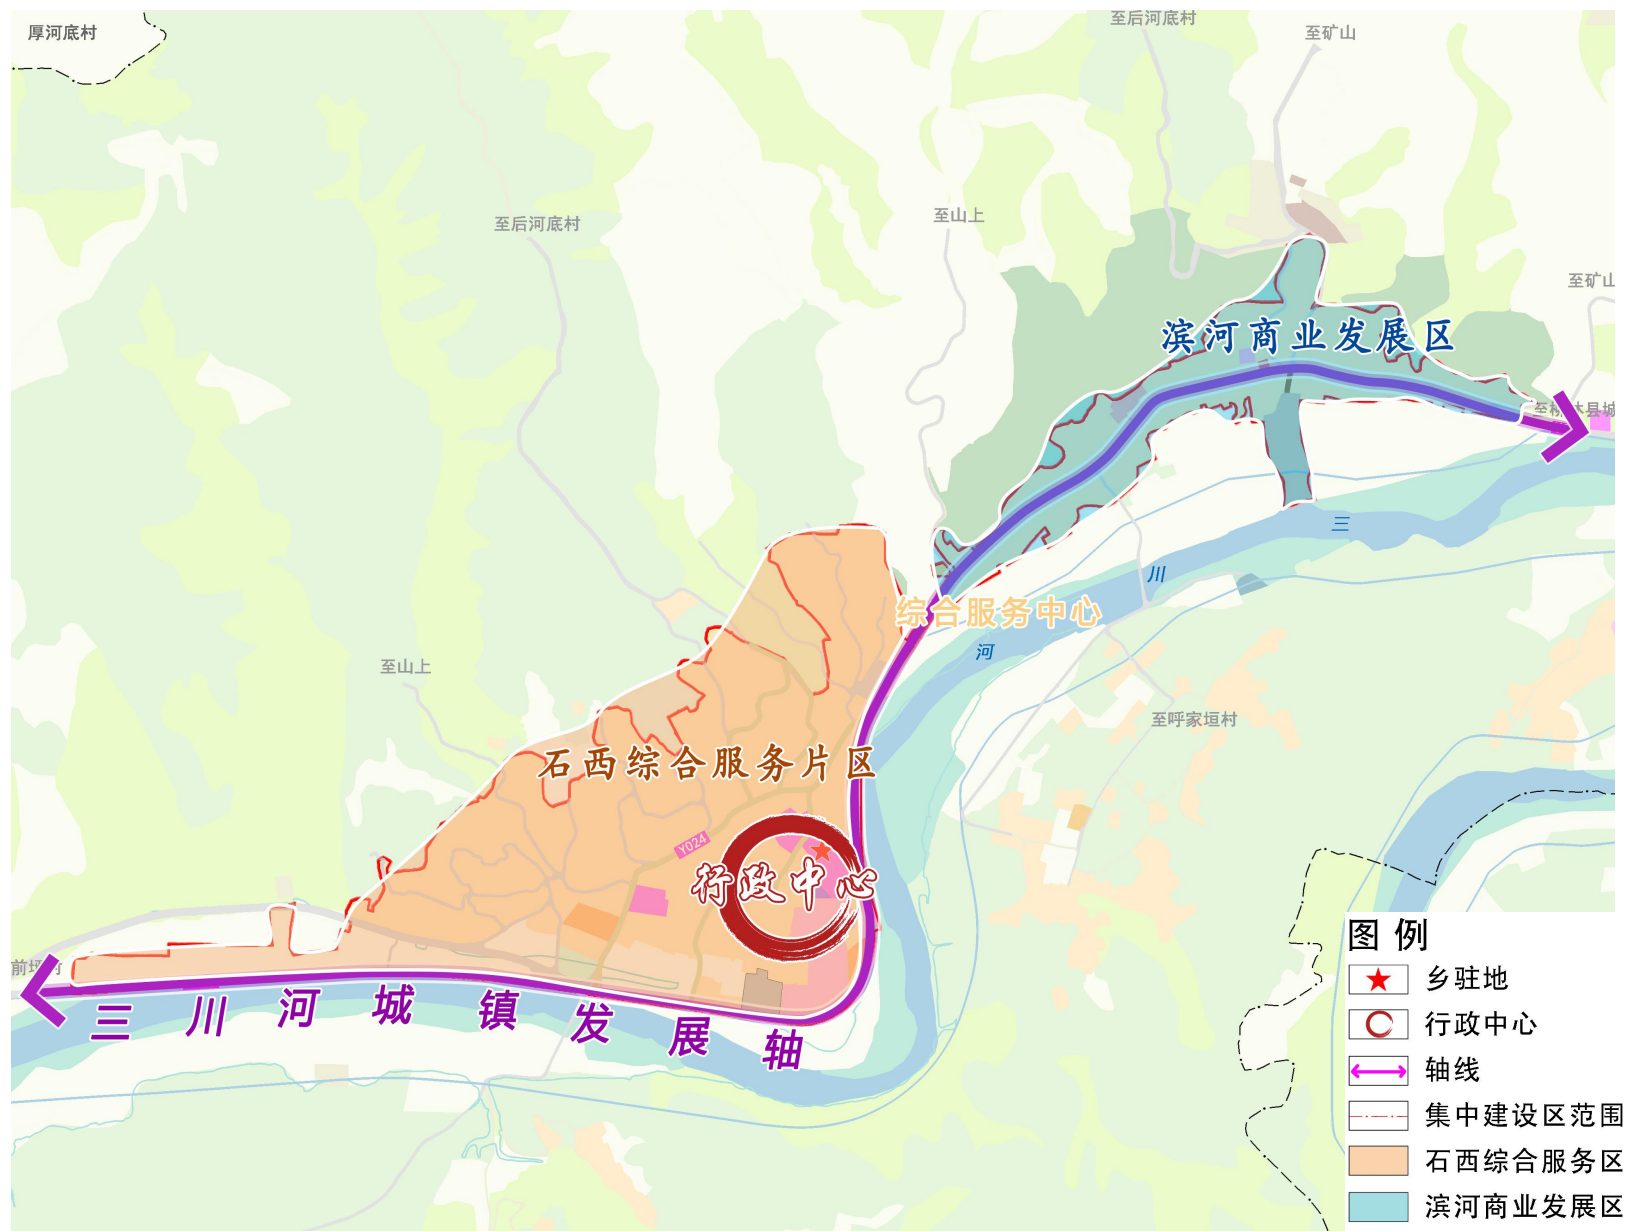 厚河底村
至后河底村
至矿山
至后河底村
至山上
至矿山
滨河商业发展区
三
川
河
综合服务中心
至山上
至呼家垣村
石西综合服务片区
Y024
行政中心
三川河城镇发展轴
图例
乡驻地
行政中心
轴线
集中建设区范围
石西综合服务区
滨河商业发展区